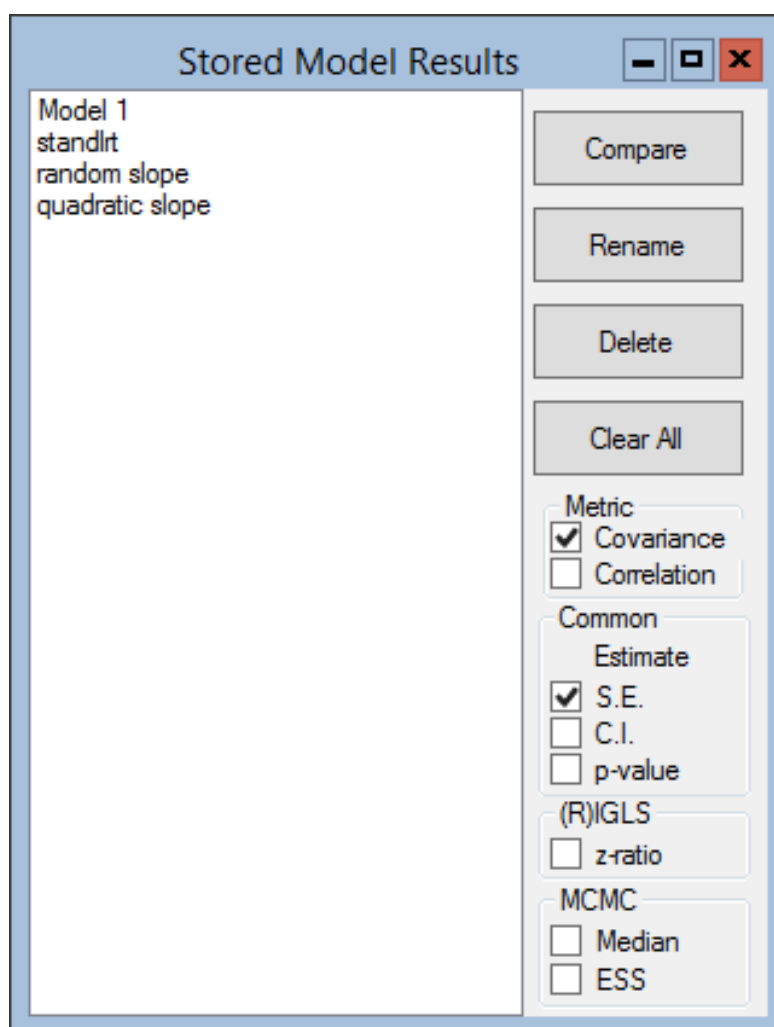 Stored Model Results
Model 1
standlrt
random slope
quadratic slope
Compare
Rename
Delete
Clear All
Metric
Covariance
Correlation
Common
Estimate
S.E.
C.I.
p-value
(R)IGLS
z-ratio
MCMC
Median
ESS